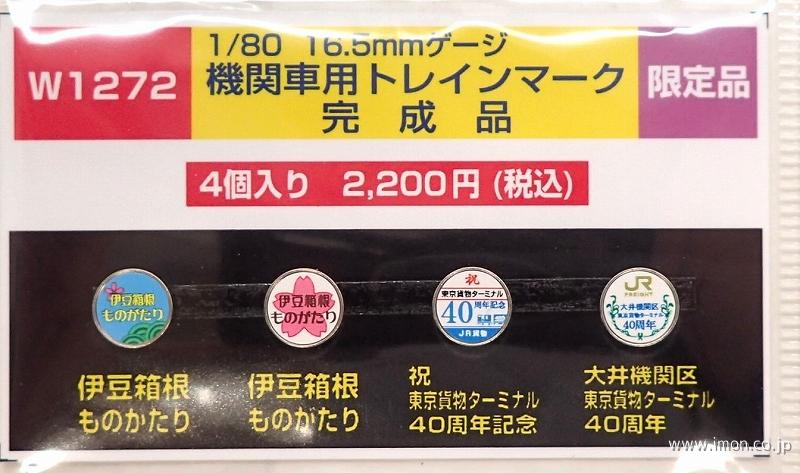 W1272
1/80 16.5mmゲージ
機関車用トレインマーク
完成品
限定品
4個入り 2,200円(税込)
伊豆箱根
ものがたり
伊豆箱根
ものがたり
祝
東京貨物ターミナル
40周年記念
JR貨物
JR
FREIGHT
大井機関区
東京貨物ターミナル
40周年
伊豆箱根
ものかたり
伊豆箱根
ものがたり
祝
東京貨物ターミナル
40周年記念
大井機関区
東京貨物ターミナル
40周年
www.imon.co.jp